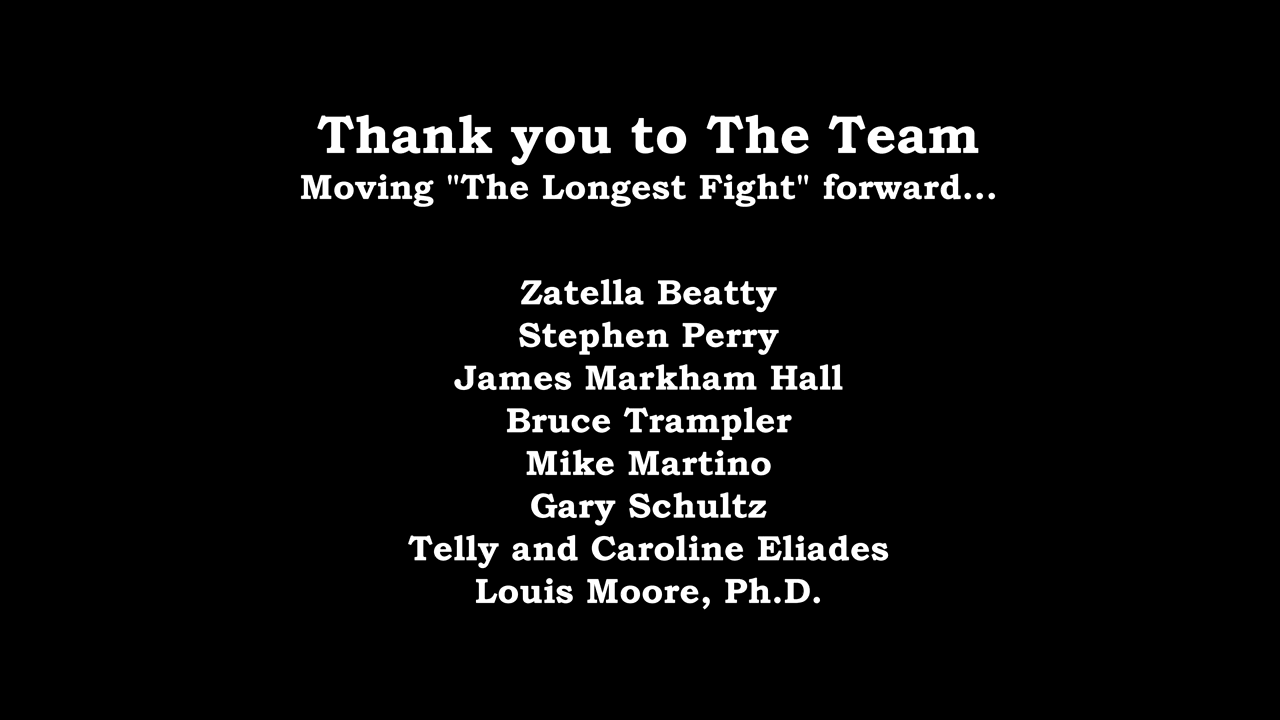 Thank you to The Team
Moving "The Longest Fight" forward...
Zatella Beatty
Stephen Perry
James Markham Hall
Bruce Trampler
Mike Martino
Gary Schultz
Telly and Caroline Eliades
Louis Moore, Ph.D.